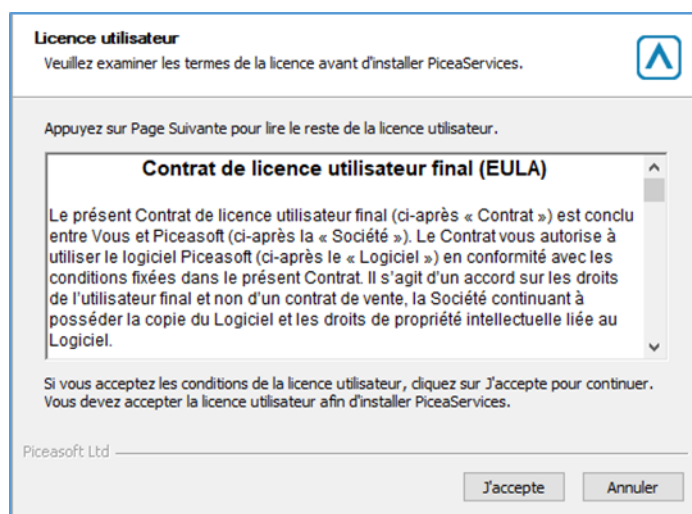 Licence utilisateur
Veuillez examiner les termes de la licence avant d'installer PiceaServices.
Appuyez sur Page Suivante pour lire le reste de la licence utilisateur.
Contrat de licence utilisateur final (EULA)
Le présent Contrat de licence utilisateur final (ci-après « Contrat ») est conclu
entre Vous et Piceasoft (ci-après la « Société »). Le Contrat vous autorise à
utiliser le logiciel Piceasoft (ci-après le « Logiciel ») en conformité avec les
conditions fixées dans le présent Contrat. Il s’agit d’un accord sur les droits
de l’utilisateur final et non d’un contrat de vente, la Société continuant à
posséder la copie du Logiciel et les droits de propriété intellectuelle liée au
Logiciel.
Si vous acceptez les conditions de la licence utilisateur, cliquez sur J'accepte pour continuer.
Vous devez accepter la licence utilisateur afin d'installer PiceaServices.
Piceasoft Ltd
J'accepte
Annuler